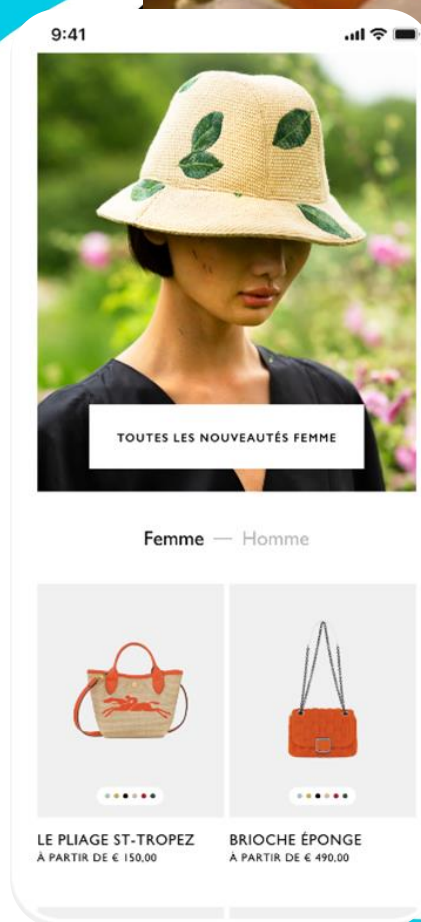 9:41
TOUTES LES NOUVEAUTÉS FEMME
Femme — Homme
LE PLIAGE ST-TROPEZ
À PARTIR DE € 150,00
BRIOCHE ÉPONGE
À PARTIR DE € 490,00